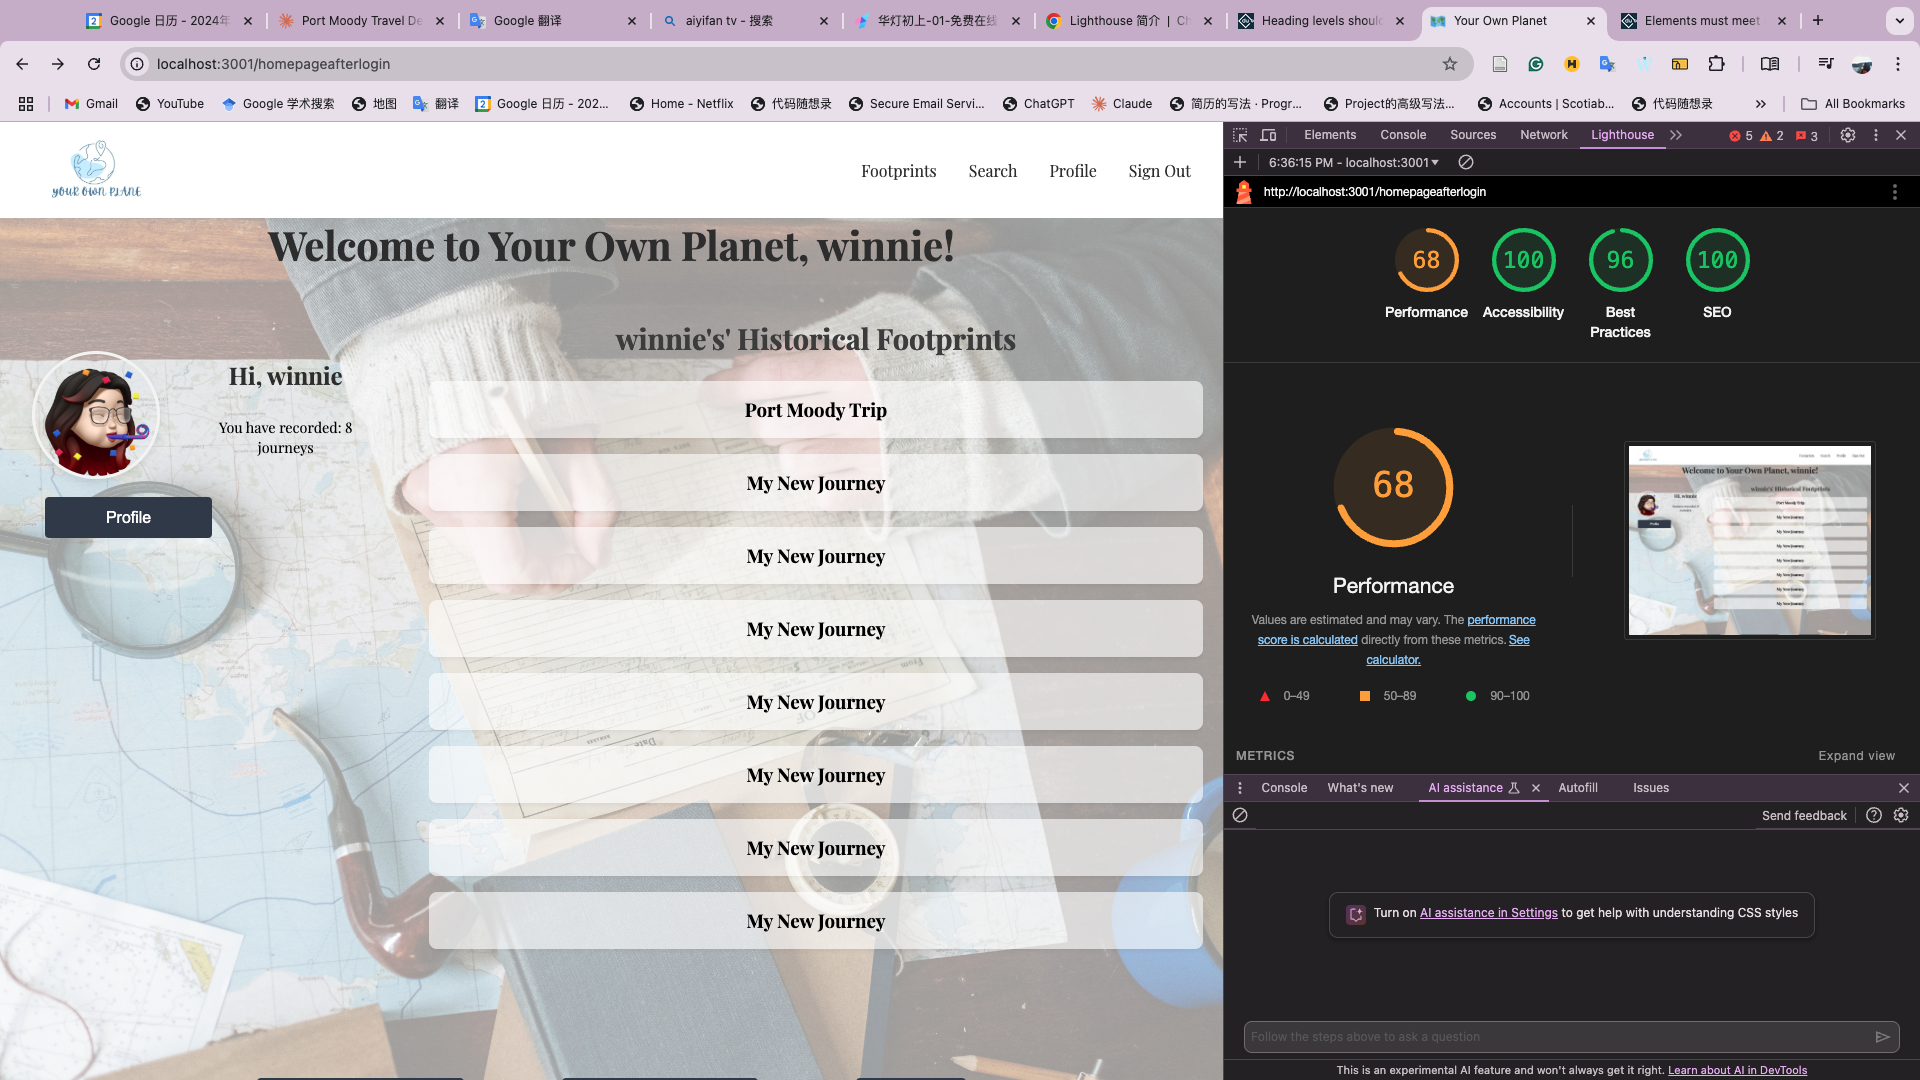 Google 日历 - 2024年
Port Moody Travel De
Google 翻译
aiyifan tv - 搜索
华灯初上-01-免费在线
Lighthouse 简介 | Ch
Heading levels should
Your Own Planet
Elements must meet
localhost:3001/homepageafterlogin
Gmail
YouTube
Google 学术搜索
地图
翻译
Google 日历 - 202...
Home - Netflix
代码随想录
Secure Email Servi...
ChatGPT
Claude
简历的写法 · Progr...
Project的高级写法...
Accounts | Scotiab...
代码随想录
All Bookmarks
YOUR OWN PLANE
Footprints
Search
Profile
Sign Out
Welcome to Your Own Planet, winnie!
winnie's' Historical Footprints
Hi, winnie
You have recorded: 8
journeys
Profile
Port Moody Trip
My New Journey
My New Journey
My New Journey
My New Journey
My New Journey
My New Journey
My New Journey
Elements
Console
Sources
Network
Lighthouse
5
2
3
6:36:15 PM - localhost:3001
http://localhost:3001/homepageafterlogin
68
100
96
100
Performance
Accessibility
Best
Practices
SEO
68
Performance
Values are estimated and may vary. The performance
score is calculated directly from these metrics. See
calculator.
0–49
50–89
90–100
METRICS
Expand view
Console
What's new
AI assistance
Autofill
Issues
Send feedback
Turn on AI assistance in Settings to get help with understanding CSS styles
Follow the steps above to ask a question
This is an experimental AI feature and won't always get it right. Learn about AI in DevTools